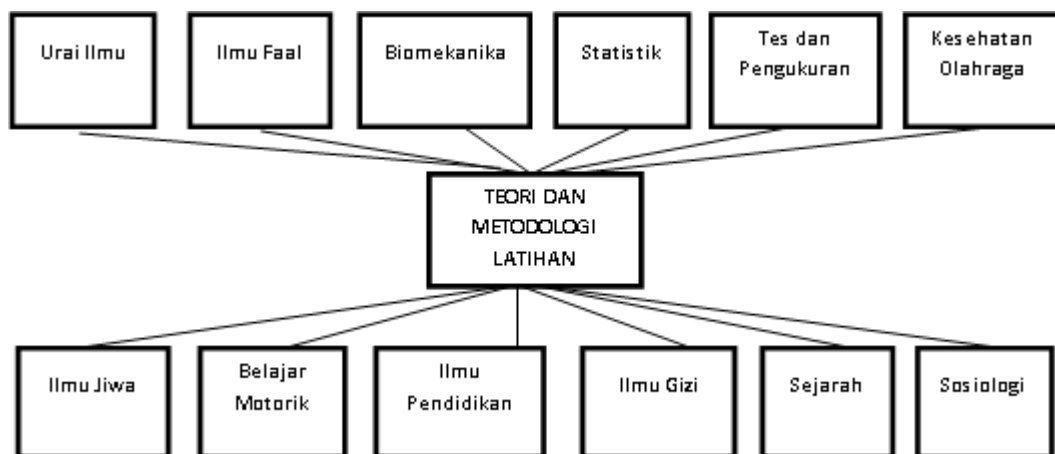 Urai Ilmu
Ilmu Faal
Biomekanika
Statistik
Tes dan
Pengukuran
Kesehatan
Olahraga
TEORI DAN
METODOLOGI
LATIHAN
Ilmu Jiwa
Belajar
Motorik
Ilmu
Pendidikan
Ilmu Gizi
Sejarah
Sosiologi